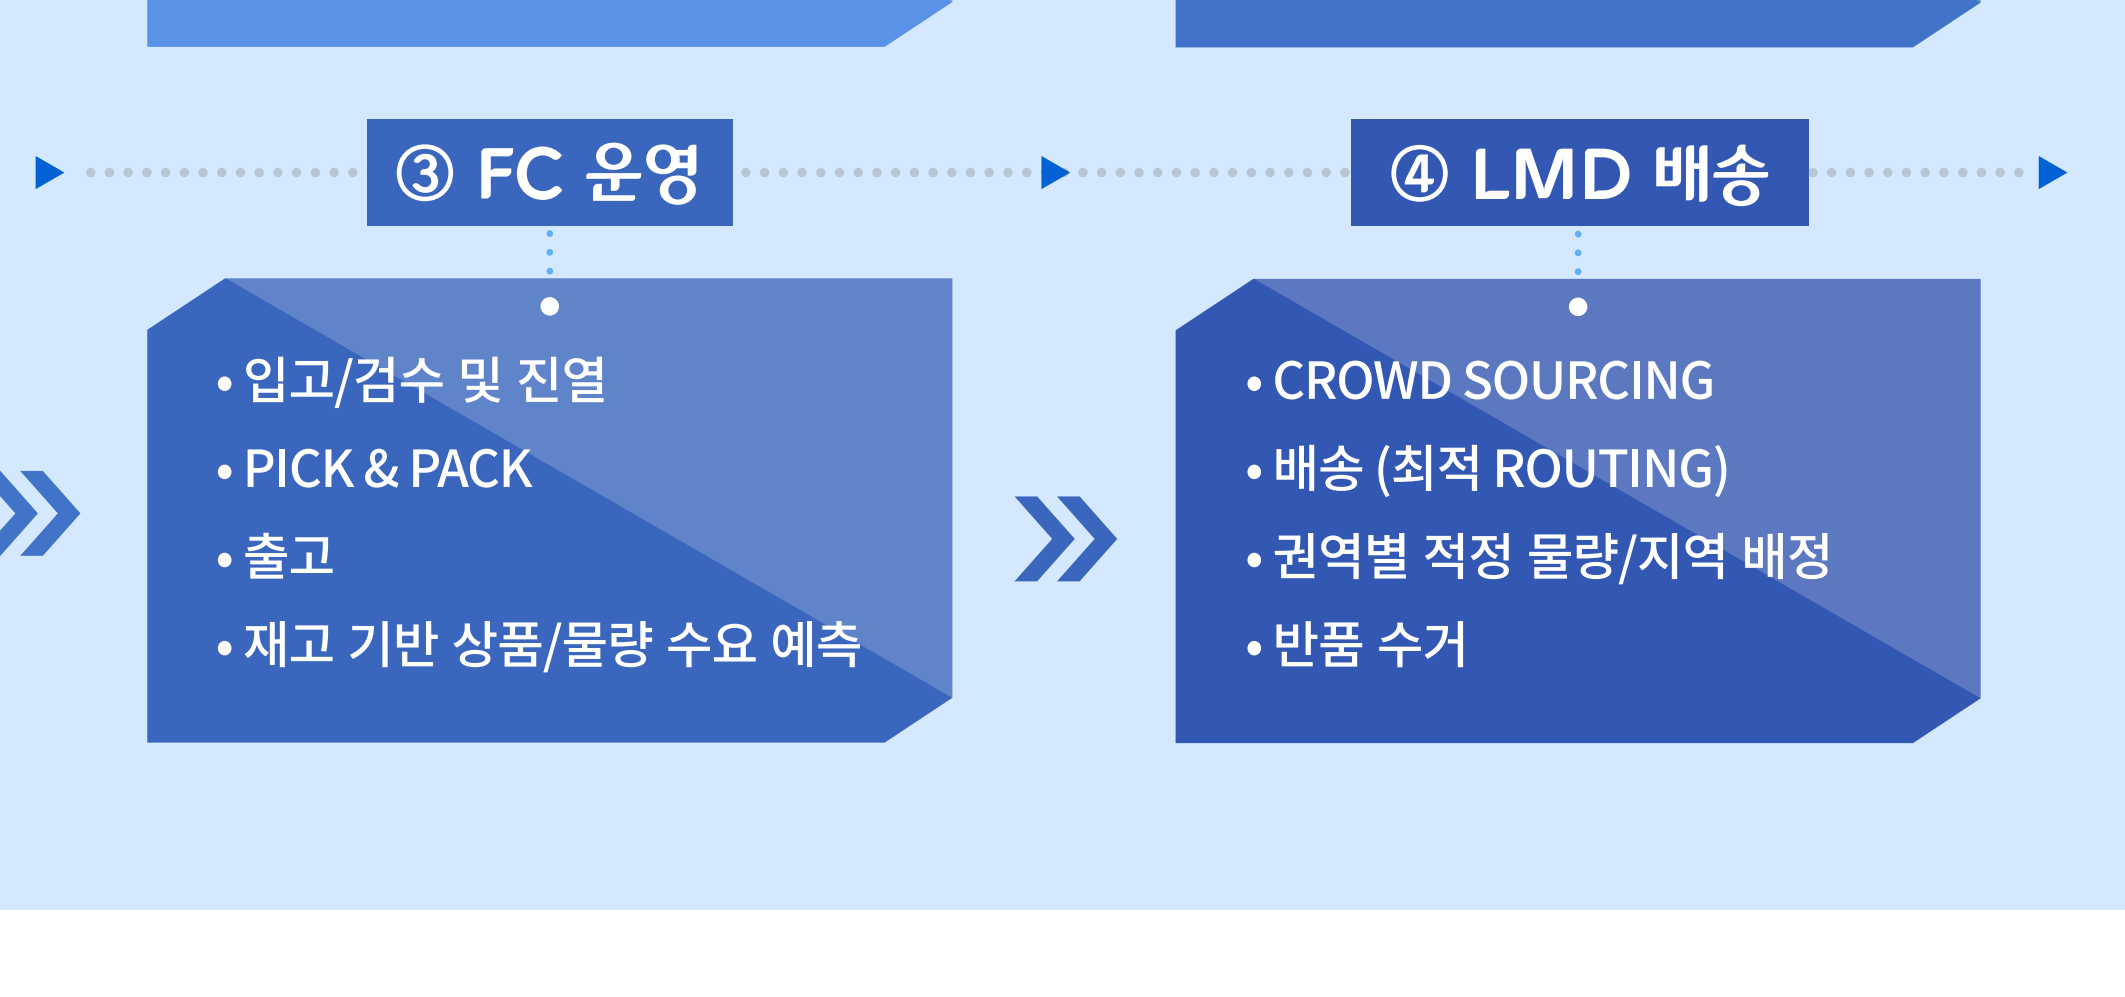 ③ FC 운영
• 입고/검수 및 진열
• PICK & PACK
• 출고
• 재고 기반 상품/물량 수요 예측
④ LMD 배송
• CROWD SOURCING
• 배송 (최적 ROUTING)
• 권역별 적정 물량/지역 배정
• 반품 수거